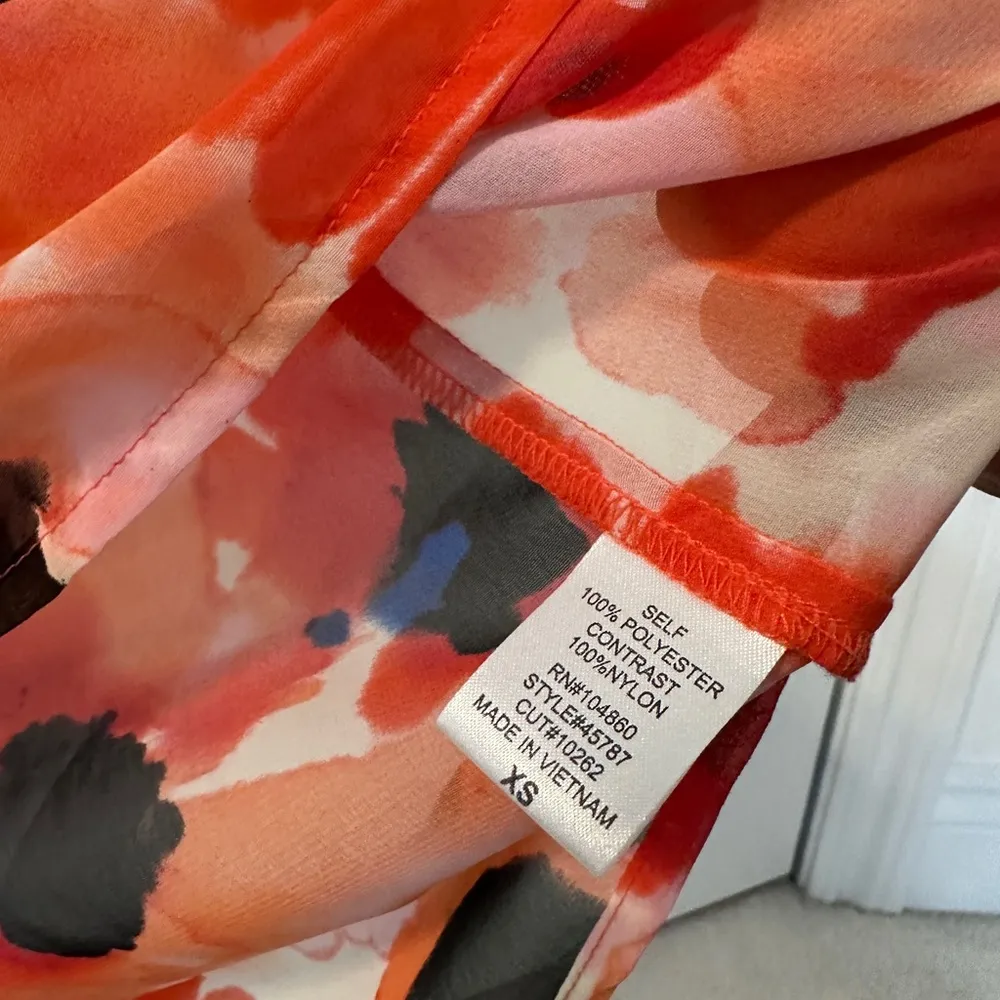 SELF
100% POLYESTER
CONTRAST
100%NYLON
RN#104860
STYLE#45787
CUT#10262
MADE IN VIETNAM
XS